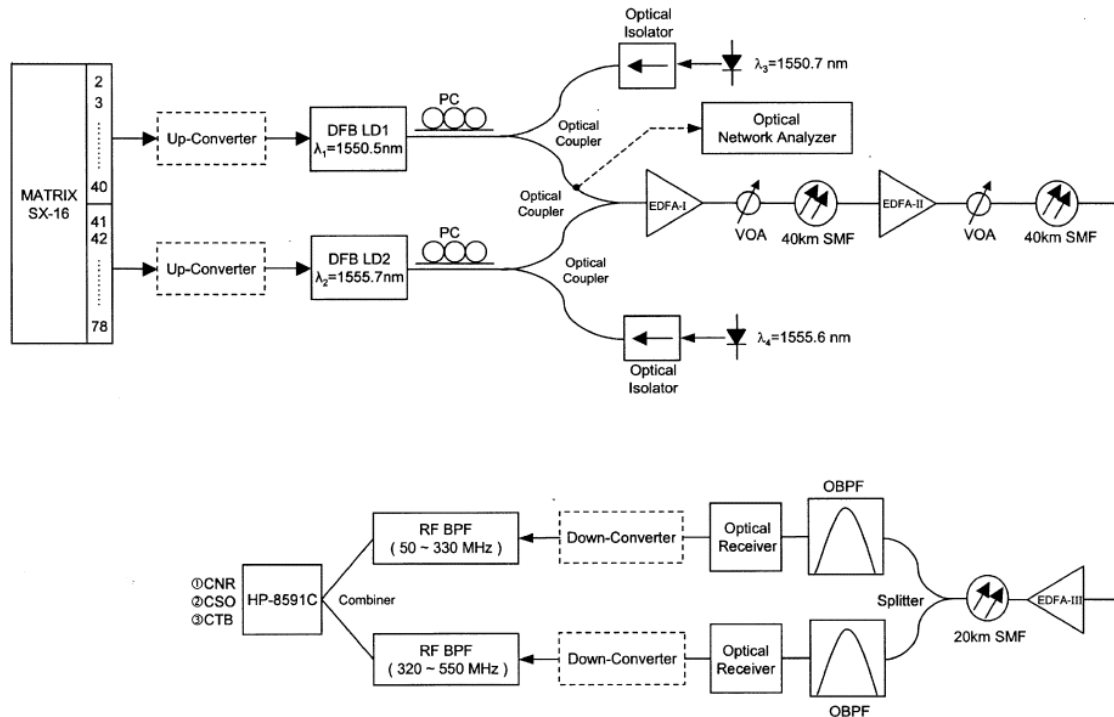 Optical
Isolator
λ3=1550.7 nm
2
3
40
41
42
78
MATRIX
SX-16
Up-Converter
DFB LD1
λ1=1550.5nm
PC
Optical
Coupler
Optical
Network Analyzer
Optical
Coupler
EDFA-I
VOA
40km SMF
EDFA-II
VOA
40km SMF
Up-Converter
DFB LD2
λ2=1555.7nm
PC
Optical
Coupler
λ4=1555.6 nm
Optical
Isolator
OBPF
RF BPF
( 50 ~ 330 MHz )
Down-Converter
Optical
Receiver
①CNR
②CSO
③CTB
HP-8591C
Combiner
Splitter
20km SMF
EDFA-III
RF BPF
( 320 ~ 550 MHz )
Down-Converter
Optical
Receiver
OBPF